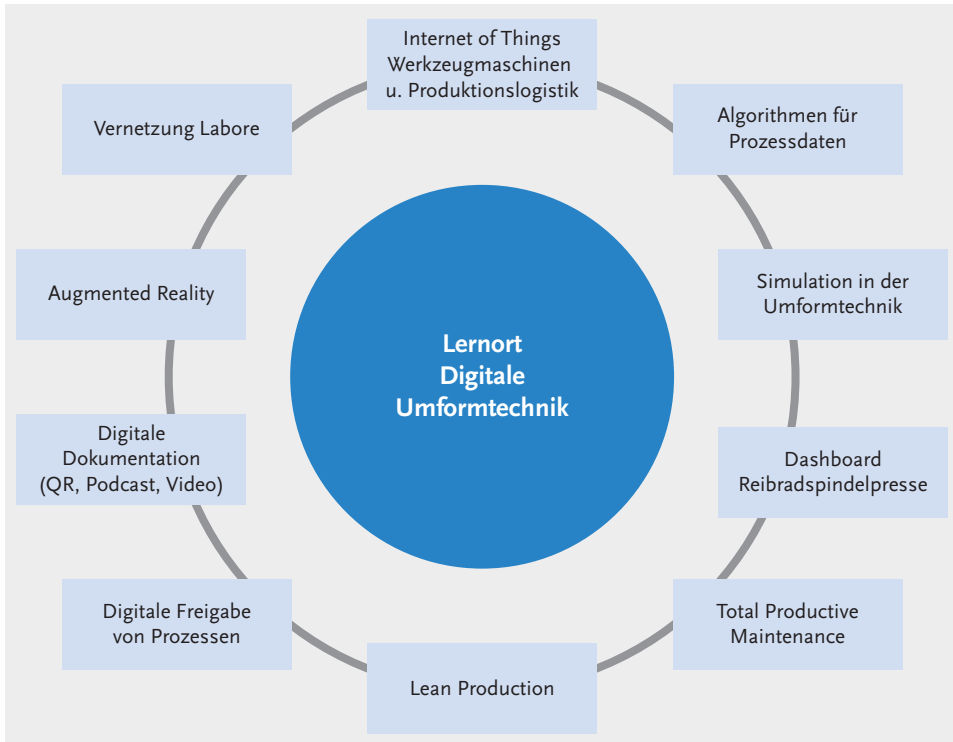 Internet of Things
Werkzeugmaschinen
u. Produktionslogistik
Algorithmen für
Prozessdaten
Simulation in der
Umformtechnik
Dashboard
Reibradspindelpresse
Total Productive
Maintenance
Lean Production
Digitale Freigabe
von Prozessen
Digitale
Dokumentation
(QR, Podcast, Video)
Augmented Reality
Vernetzung Labore
Lernort
Digitale
Umformtechnik